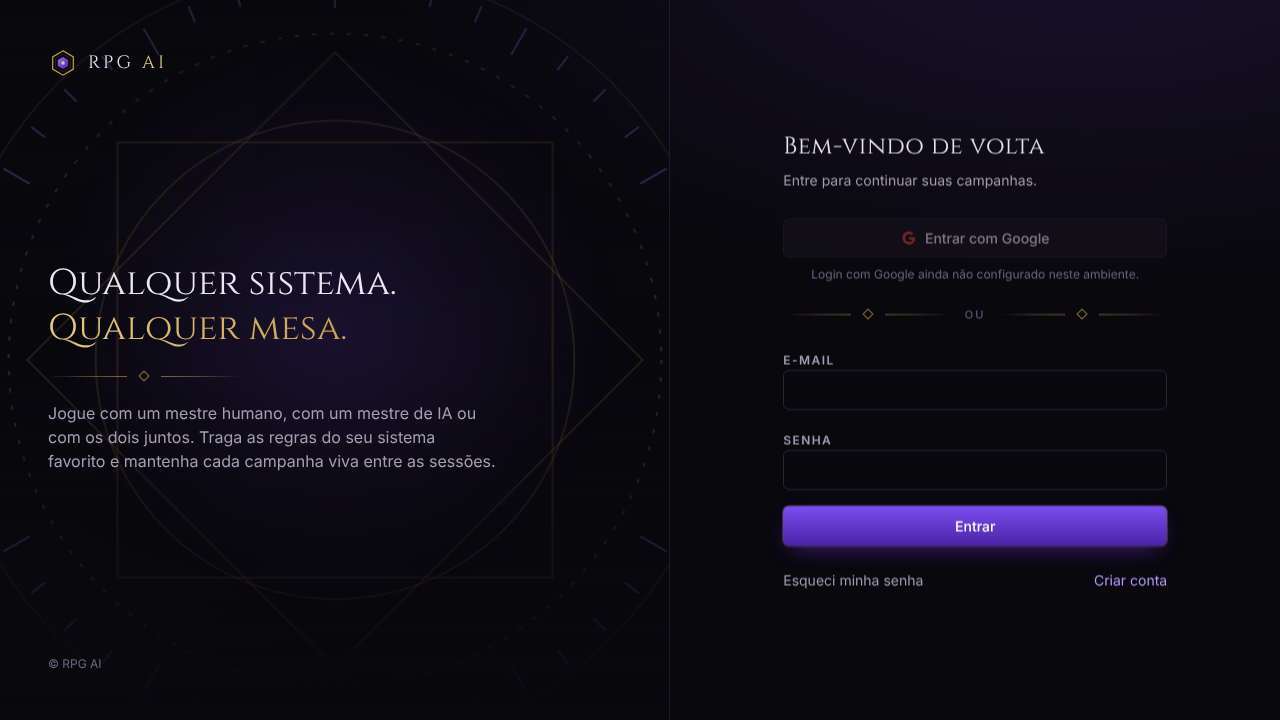 RPG AI
Qualquer sistema.
Qualquer mesa.
Jogue com um mestre humano, com um mestre de IA ou
com os dois juntos. Traga as regras do seu sistema
favorito e mantenha cada campanha viva entre as sessões.
© RPG AI
Bem-vindo de volta
Entre para continuar suas campanhas.
G Entrar com Google
Login com Google ainda não configurado neste ambiente.
OU
E-MAIL
SENHA
Entrar
Esqueci minha senha
Criar conta